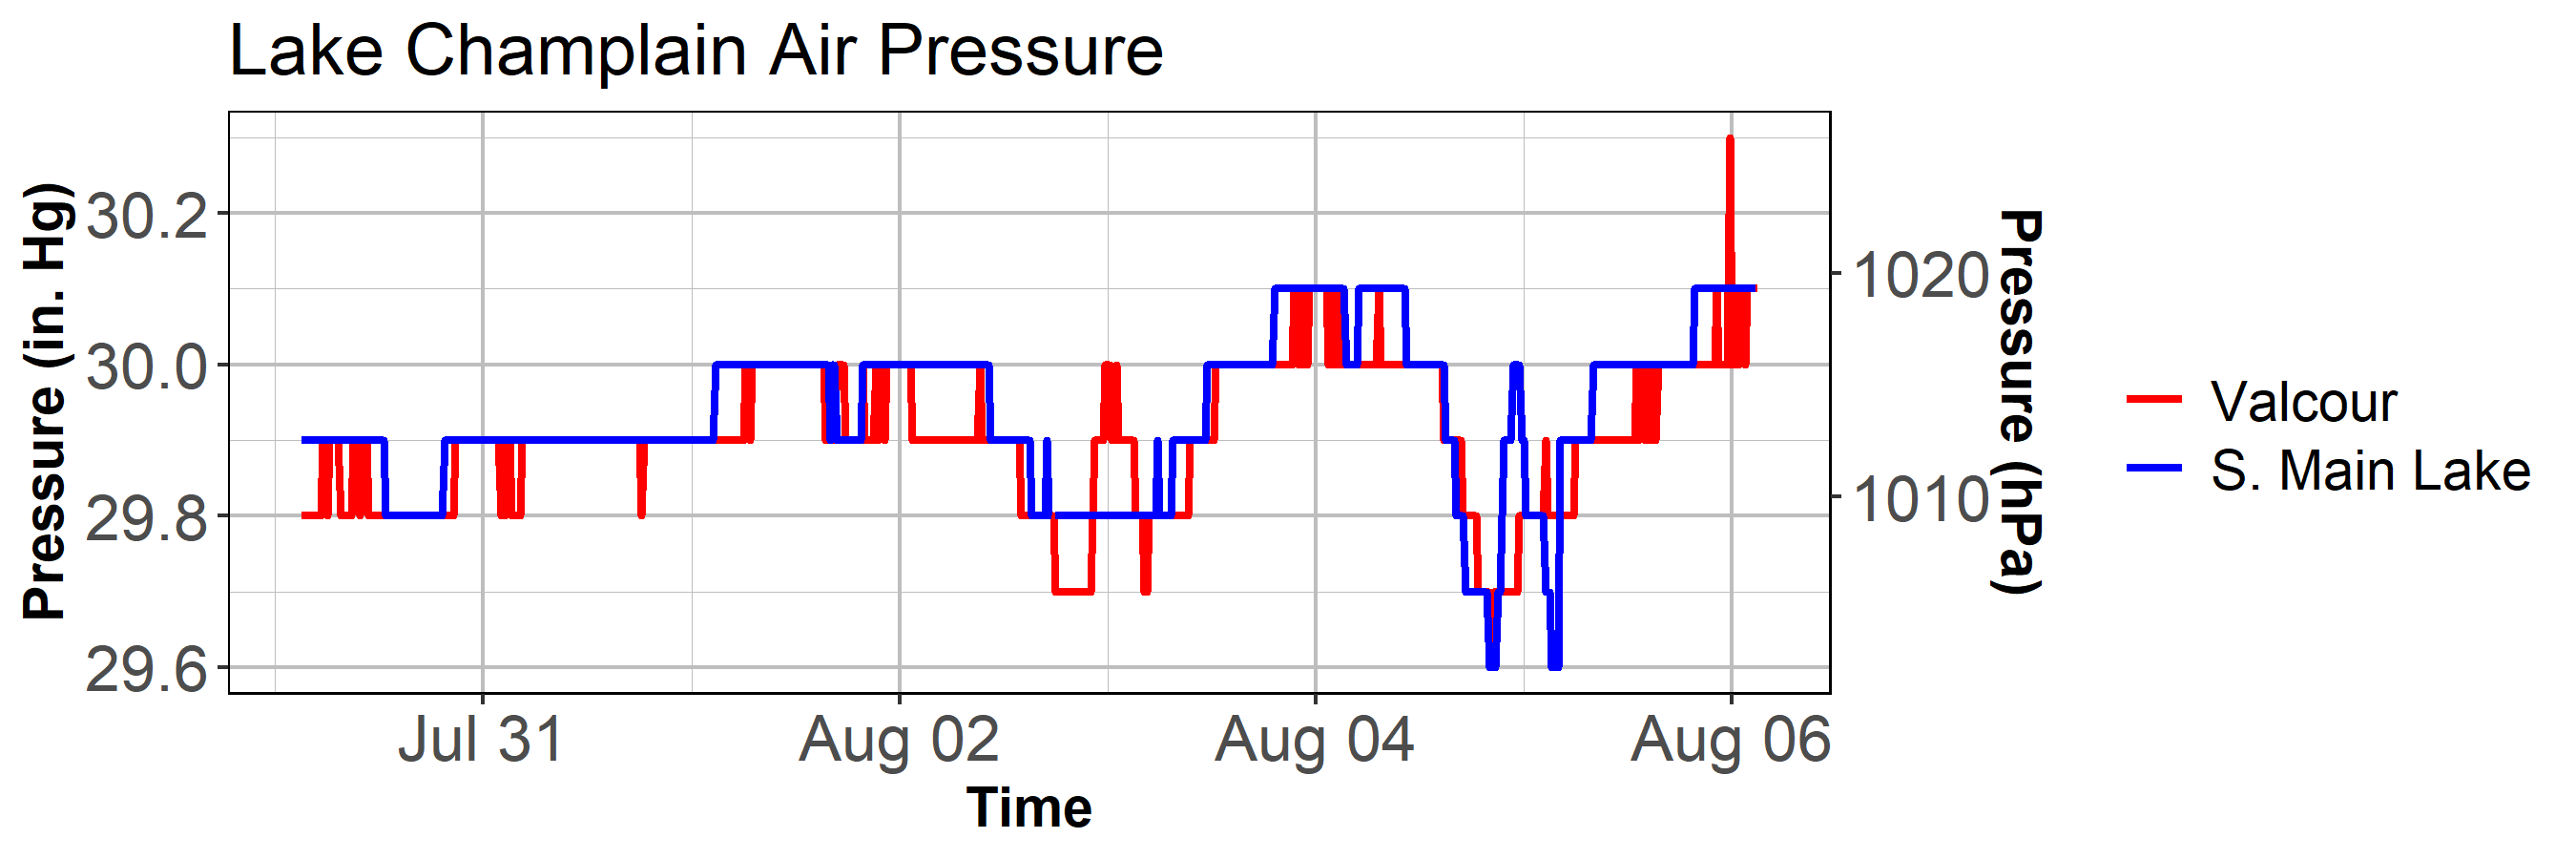 Lake Champlain Air Pressure
Pressure (in. Hg)
30.2
30.0
29.8
29.6
1020
1010
Pressure (hPa)
Jul 31
Aug 02
Aug 04
Aug 06
Time
Valcour
S. Main Lake